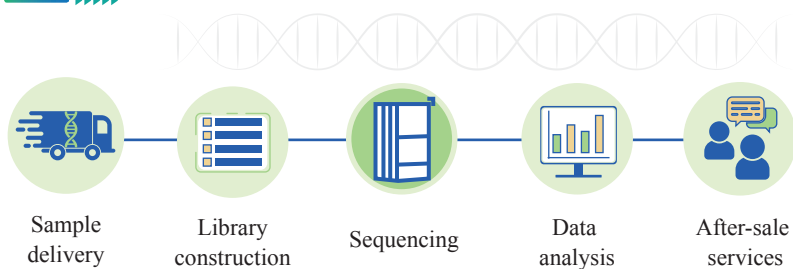 Sample
delivery
Library
construction
Sequencing
Data
analysis
After-sale
services